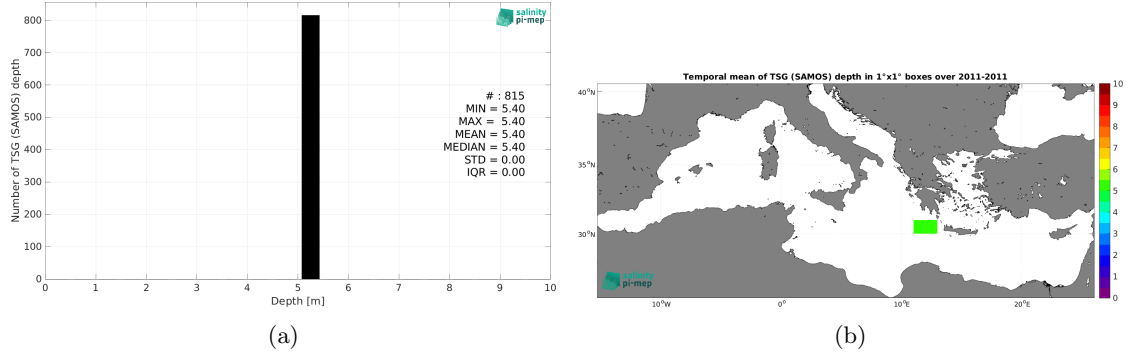 salinity
pi-mep
Number of TSG (SAMOS) depth
800
700
600
500
400
300
200
100
0
# : 815
MIN = 5.40
MAX = 5.40
MEAN = 5.40
MEDIAN = 5.40
STD = 0.00
IQR = 0.00
0 1 2 3 4 5 6 7 8 9 10
Depth [m]
(a)
Temporal mean of TSG (SAMOS) depth in 1°x1° boxes over 2011-2011
40°N
35°N
30°N
10°W 0° 10°E 20°E
salinity
pi-mep
10
9
8
7
6
5
4
3
2
1
0
(b)